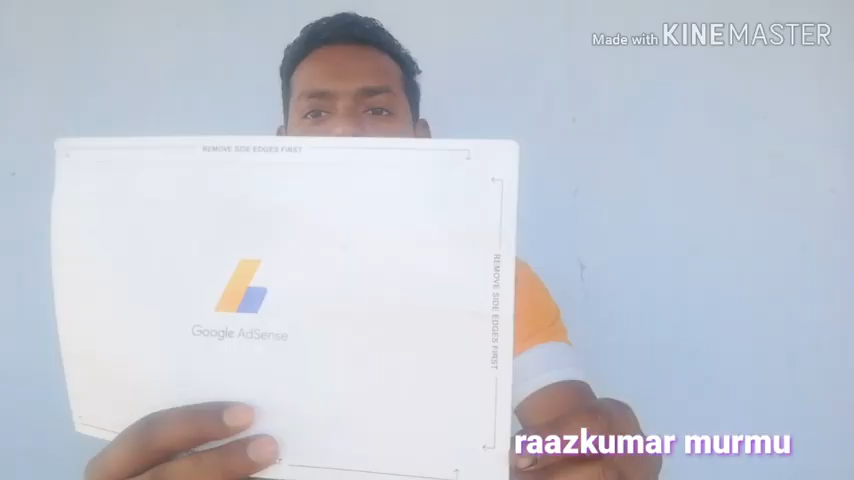 Made with KINEMASTER
REMOVE SIDE EDGES FIRST
REMOVE SIDE EDGES FIRST
Google AdSense
raazkumar murmu